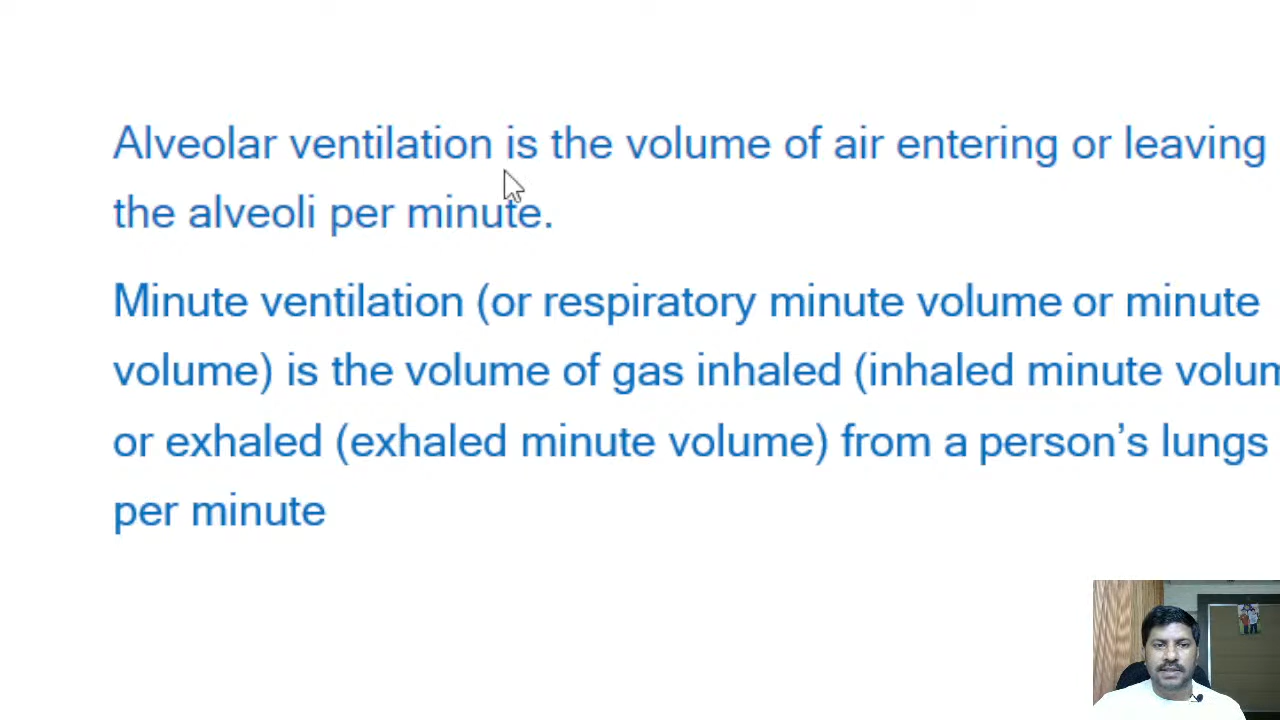 Alveolar ventilation is the volume of air entering or leaving
the alveoli per minute.
Minute ventilation (or respiratory minute volume or minute
volume) is the volume of gas inhaled (inhaled minute
or exhaled (exhaled minute volume) from a person’s lungs
per minute